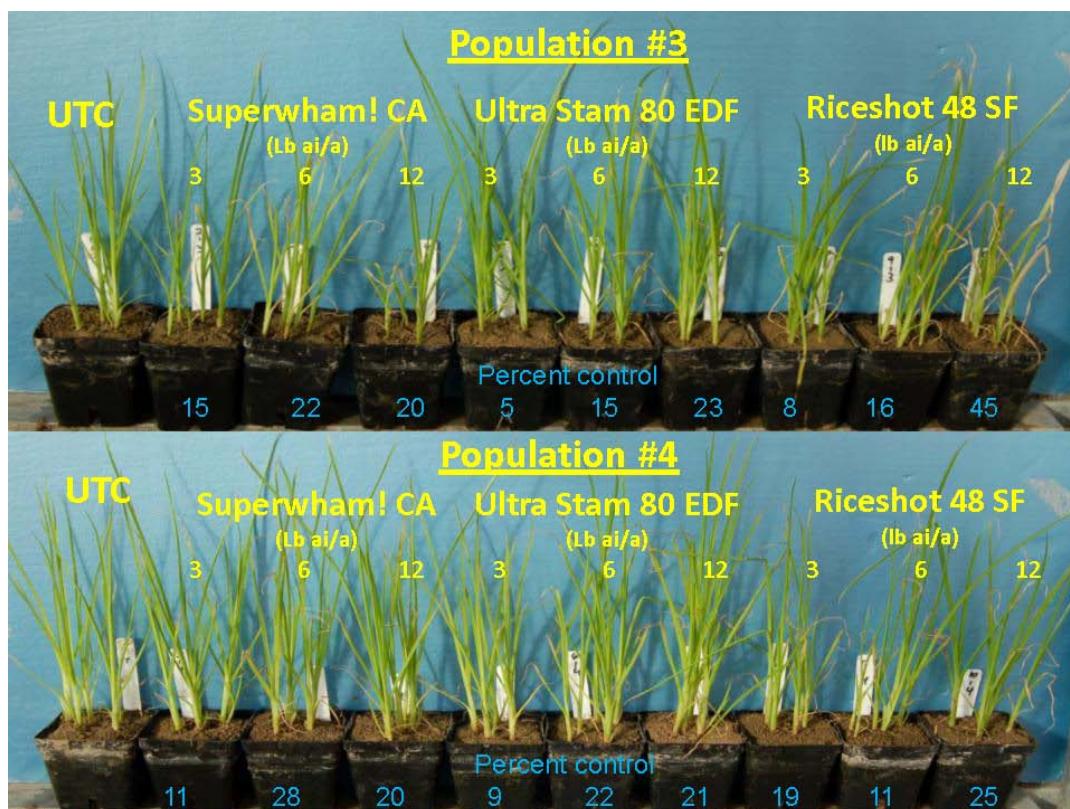 Population #3
UTC Superwham! CA Ultra Stam 80 EDF Riceshot 48 SF
(Lb ai/a) (Lb ai/a) (lb ai/a)
3 6 12 3 6 12 3 6 12
Percent control
15 22 20 5 15 23 8 16 45
Population #4
UTC Superwham! CA Ultra Stam 80 EDF Riceshot 48 SF
(Lb ai/a) (Lb ai/a) (lb ai/a)
3 6 12 3 6 12 3 6 12
Percent control
11 28 20 9 22 21 19 11 25